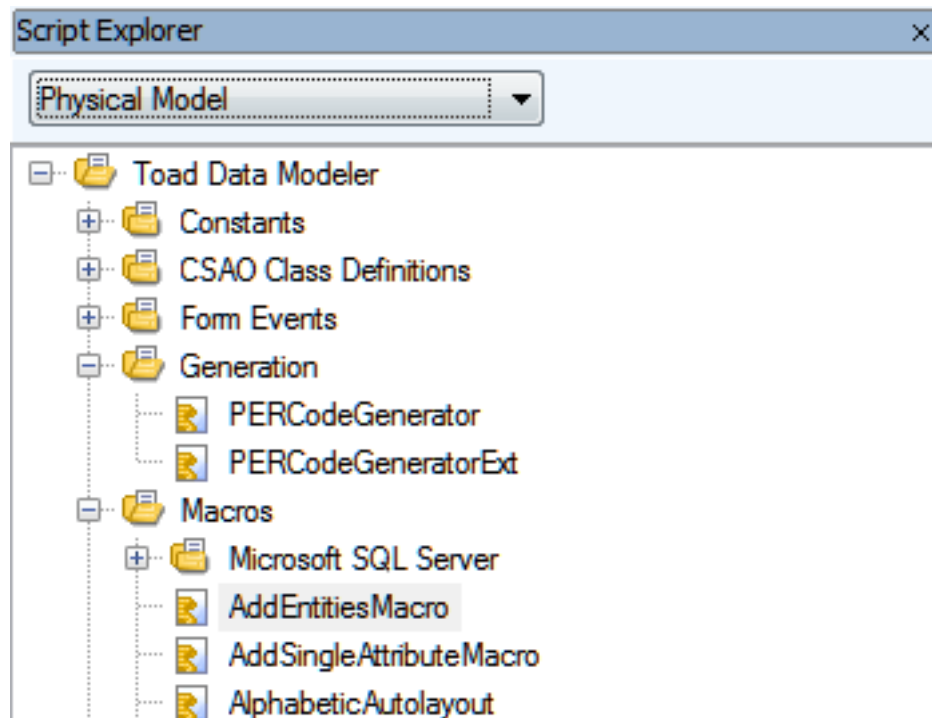 Script Explorer
Physical Model
Toad Data Modeler
Constants
CSAO Class Definitions
Form Events
Generation
PERCodeGenerator
PERCodeGeneratorExt
Macros
Microsoft SQL Server
AddEntitiesMacro
AddSingleAttributeMacro
AlphabeticAutolayout